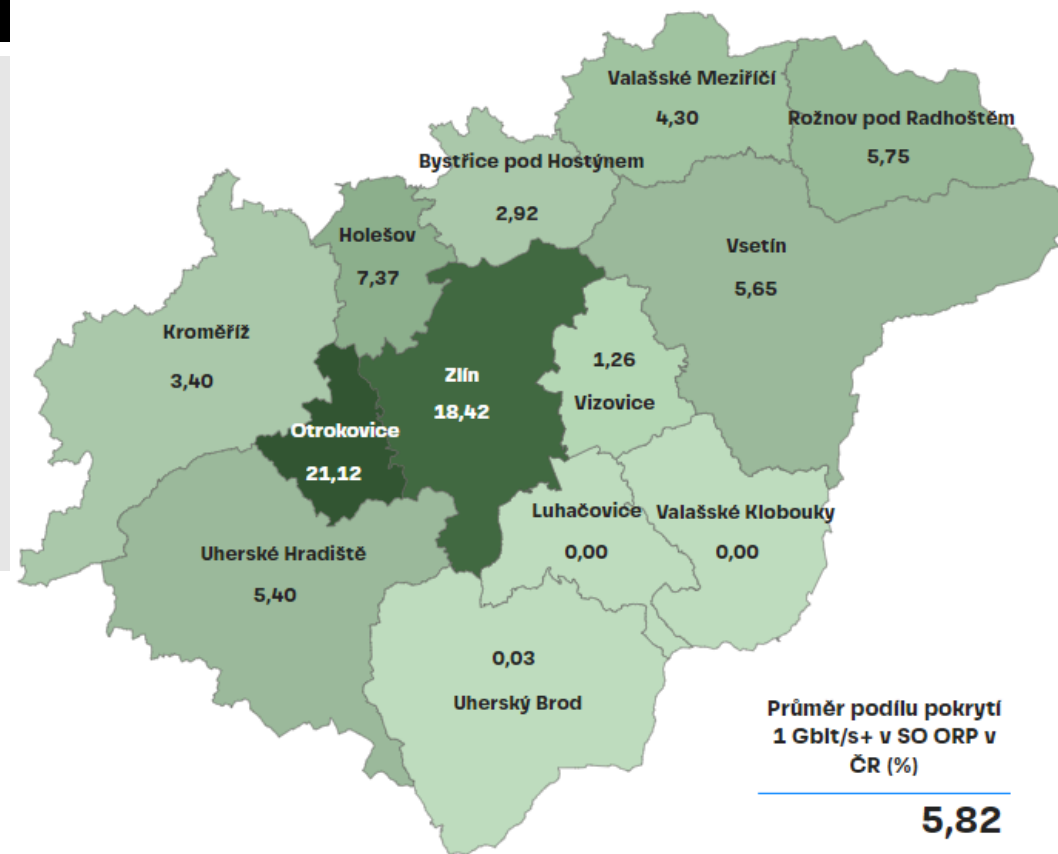 Valašské Meziříčí
4,30
Rožnov pod Radhoštěm
5,75
Bystřice pod Hostýnem
2,92
Holešov
7,37
Vsetín
5,65
Kroměříž
3,40
Zlín
18,42
1,26
Vizovice
Otrokovice
21,12
Luhačovice
0,00
Valašské Klobouky
0,00
Uherské Hradiště
5,40
0,03
Uherský Brod
Průměr podílu pokrytí
1 Gbit/s+ v SO ORP v
ČR (%)
5,82